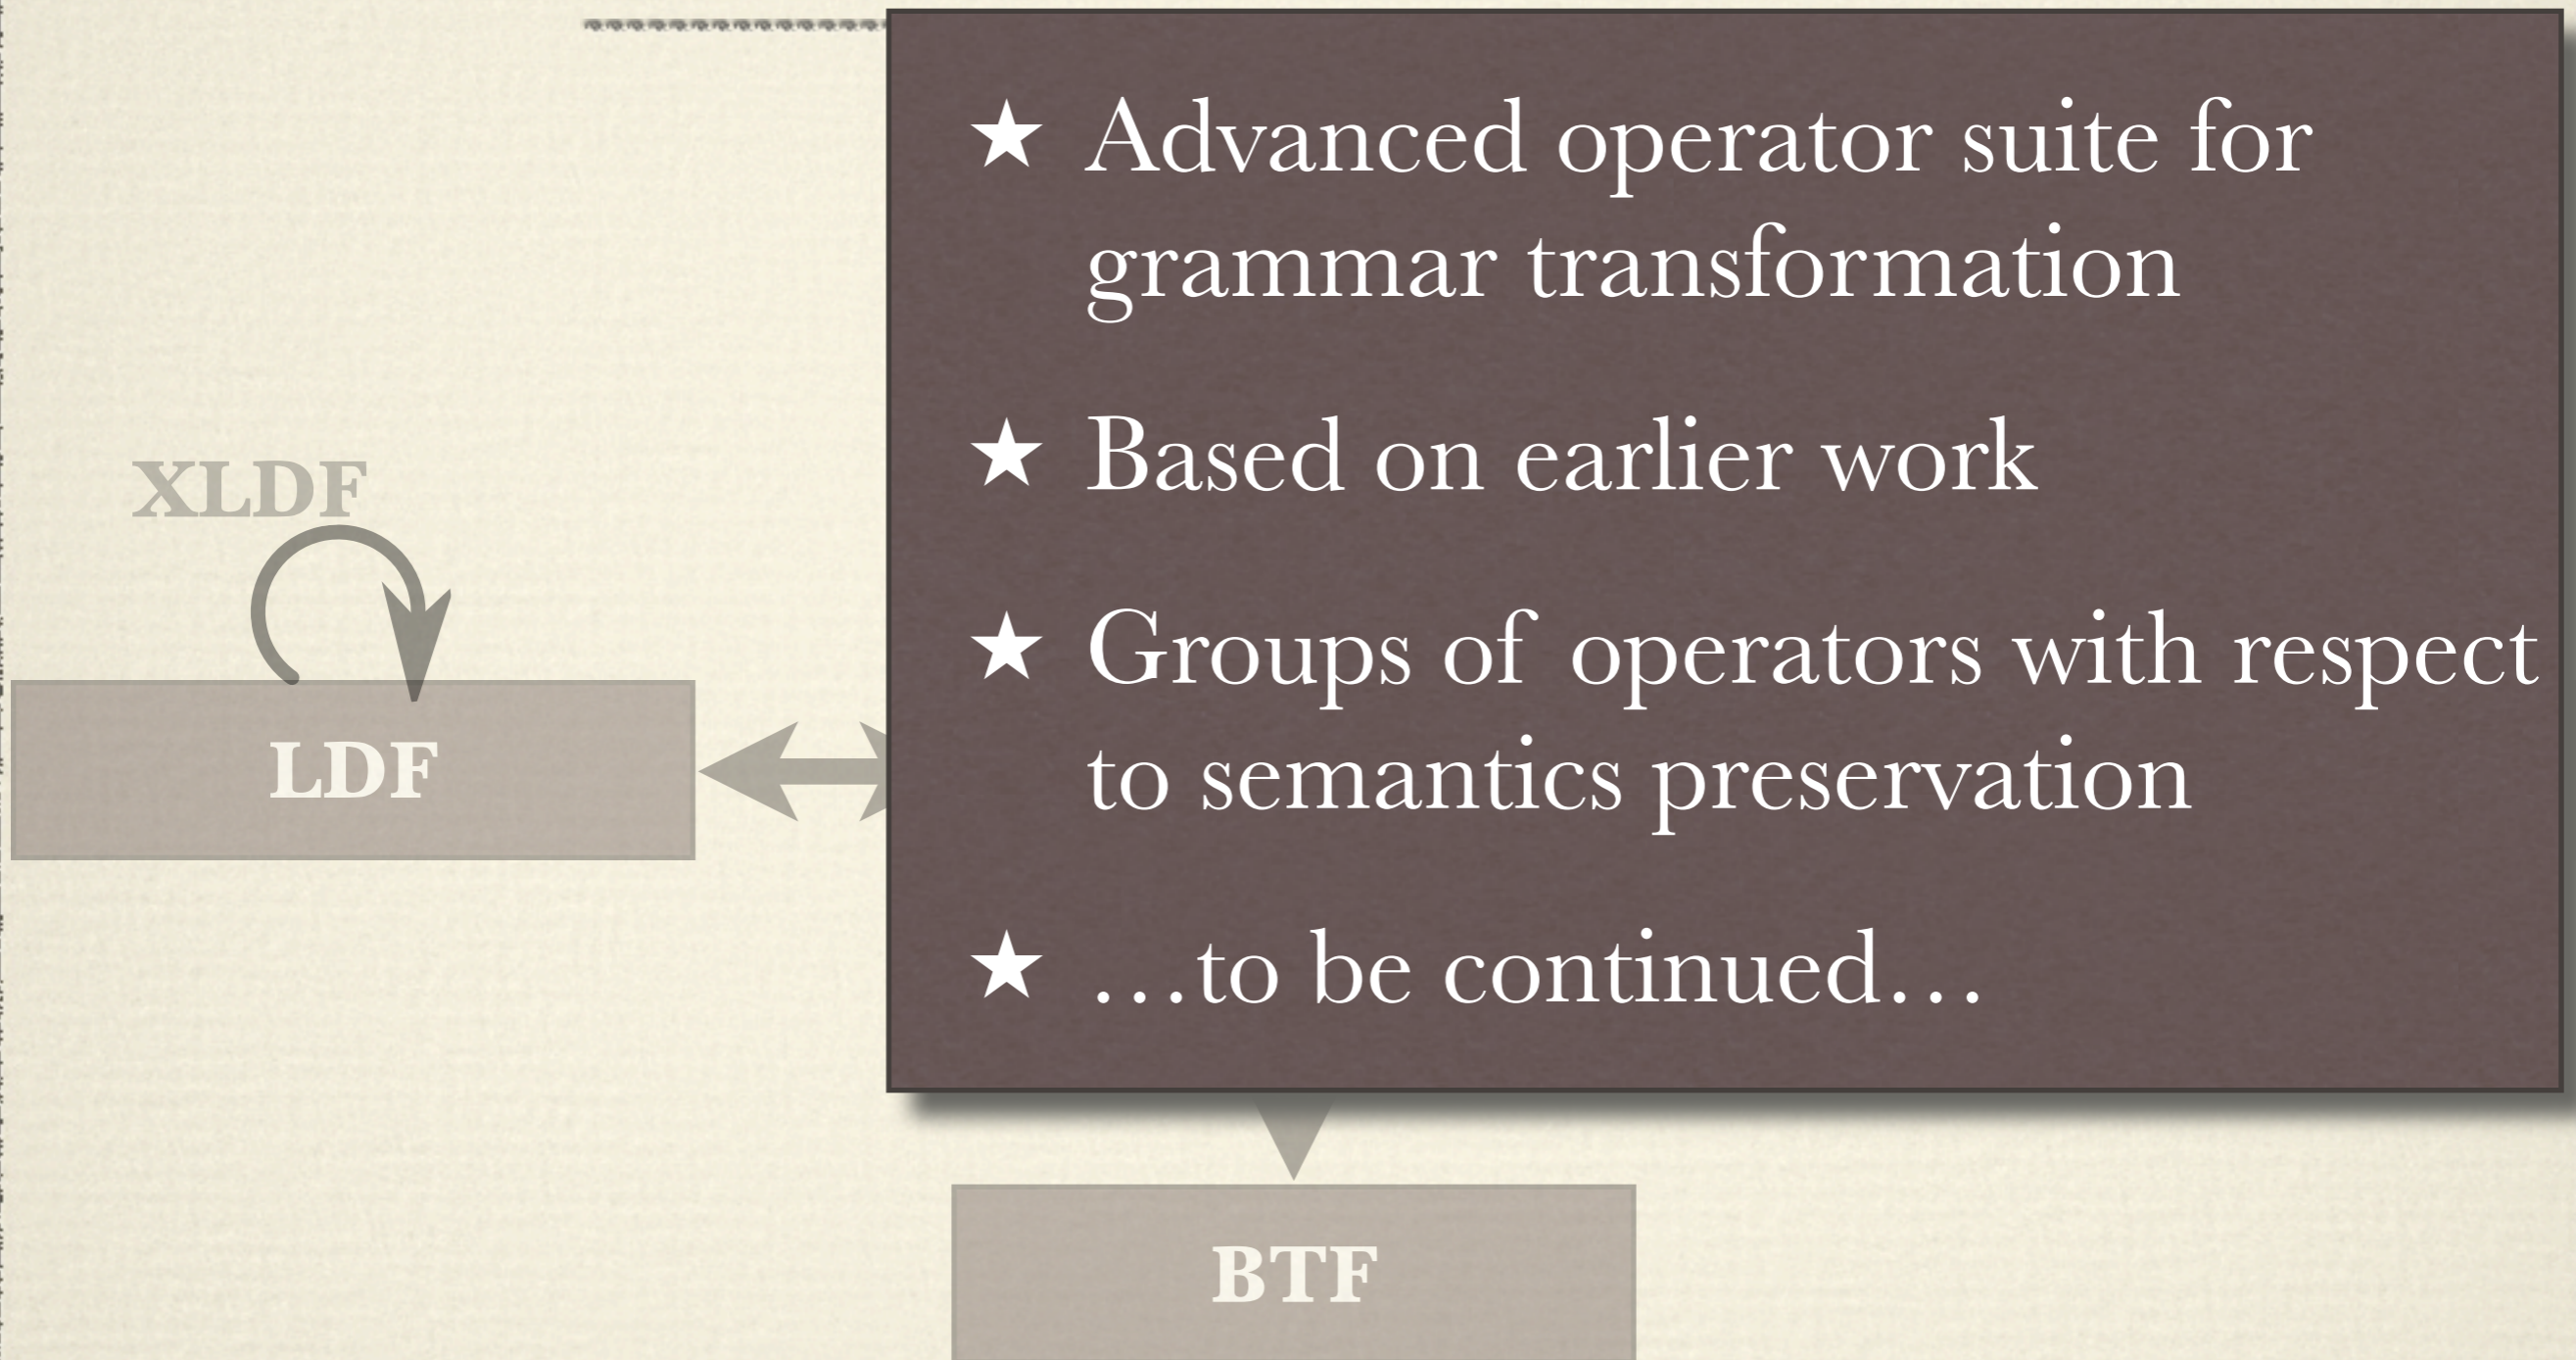 ★ Advanced operator suite for
grammar transformation
★ Based on earlier work
★ Groups of operators with respect
to semantics preservation
★ …to be continued…
XLDF
LDF
BTF